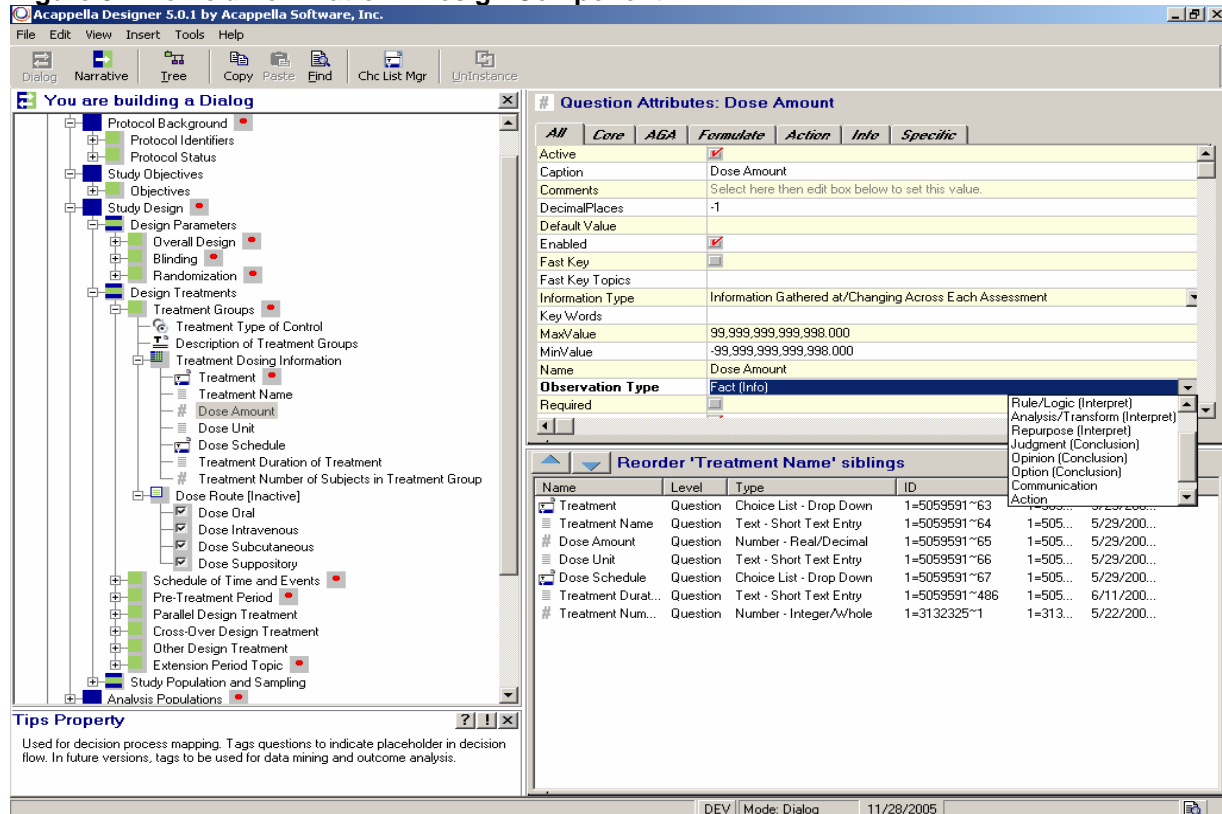 Acappella Designer 5.0.1 by Acappella Software, Inc.
File Edit View Insert Tools Help
Dialog Narrative Tree Copy Paste Find Chc List Mgr UnInstance
You are building a Dialog
Protocol Background
Protocol Identifiers
Protocol Status
Study Objectives
Objectives
Study Design
Design Parameters
Overall Design
Blinding
Randomization
Design Treatments
Treatment Groups
Treatment Type of Control
Description of Treatment Groups
Treatment Dosing Information
Treatment
Treatment Name
Dose Amount
Dose Unit
Dose Schedule
Treatment Duration of Treatment
Treatment Number of Subjects in Treatment Group
Dose Route [Inactive]
Dose Oral
Dose Intravenous
Dose Subcutaneous
Dose Suppository
Schedule of Time and Events
Pre-Treatment Period
Parallel Design Treatment
Cross-Over Design Treatment
Other Design Treatment
Extension Period Topic
Study Population and Sampling
Analysis Populations
Tips Property ? ! x
Used for decision process mapping. Tags questions to indicate placeholder in decision
flow. In future versions, tags to be used for data mining and outcome analysis.
# Question Attributes: Dose Amount
All Core AGA Formulate Action Info Specific
Active
Caption Dose Amount
Comments Select here then edit box below to set this value.
DecimalPlaces -1
Default Value
Enabled
Fast Key
Fast Key Topics
Information Type Information Gathered at/Changing Across Each Assessment
Key Words
MaxValue 99,999,999,999,998.000
MinValue -99,999,999,999,998.000
Name Dose Amount
Observation Type Fact (Info)
Required
Rule/Logic (Interpret)
Analysis/Transform (Interpret)
Repurpose (Interpret)
Judgment (Conclusion)
Opinion (Conclusion)
Option (Conclusion)
Communication
Action
Reorder 'Treatment Name' siblings
Name Level Type ID
Treatment Question Choice List - Drop Down 1=5059591~63
Treatment Name Question Text - Short Text Entry 1=5059591~64 1=505... 5/29/200...
# Dose Amount Question Number - Real/Decimal 1=5059591~65 1=505... 5/29/200...
Dose Unit Question Text - Short Text Entry 1=5059591~66 1=505... 5/29/200...
Dose Schedule Question Choice List - Drop Down 1=5059591~67 1=505... 5/29/200...
Treatment Durat... Question Text - Short Text Entry 1=5059591~486 1=505... 6/11/200...
# Treatment Num... Question Number - Integer/Whole 1=3132325~1 1=313... 5/22/200...
DEV Mode: Dialog 11/28/2005